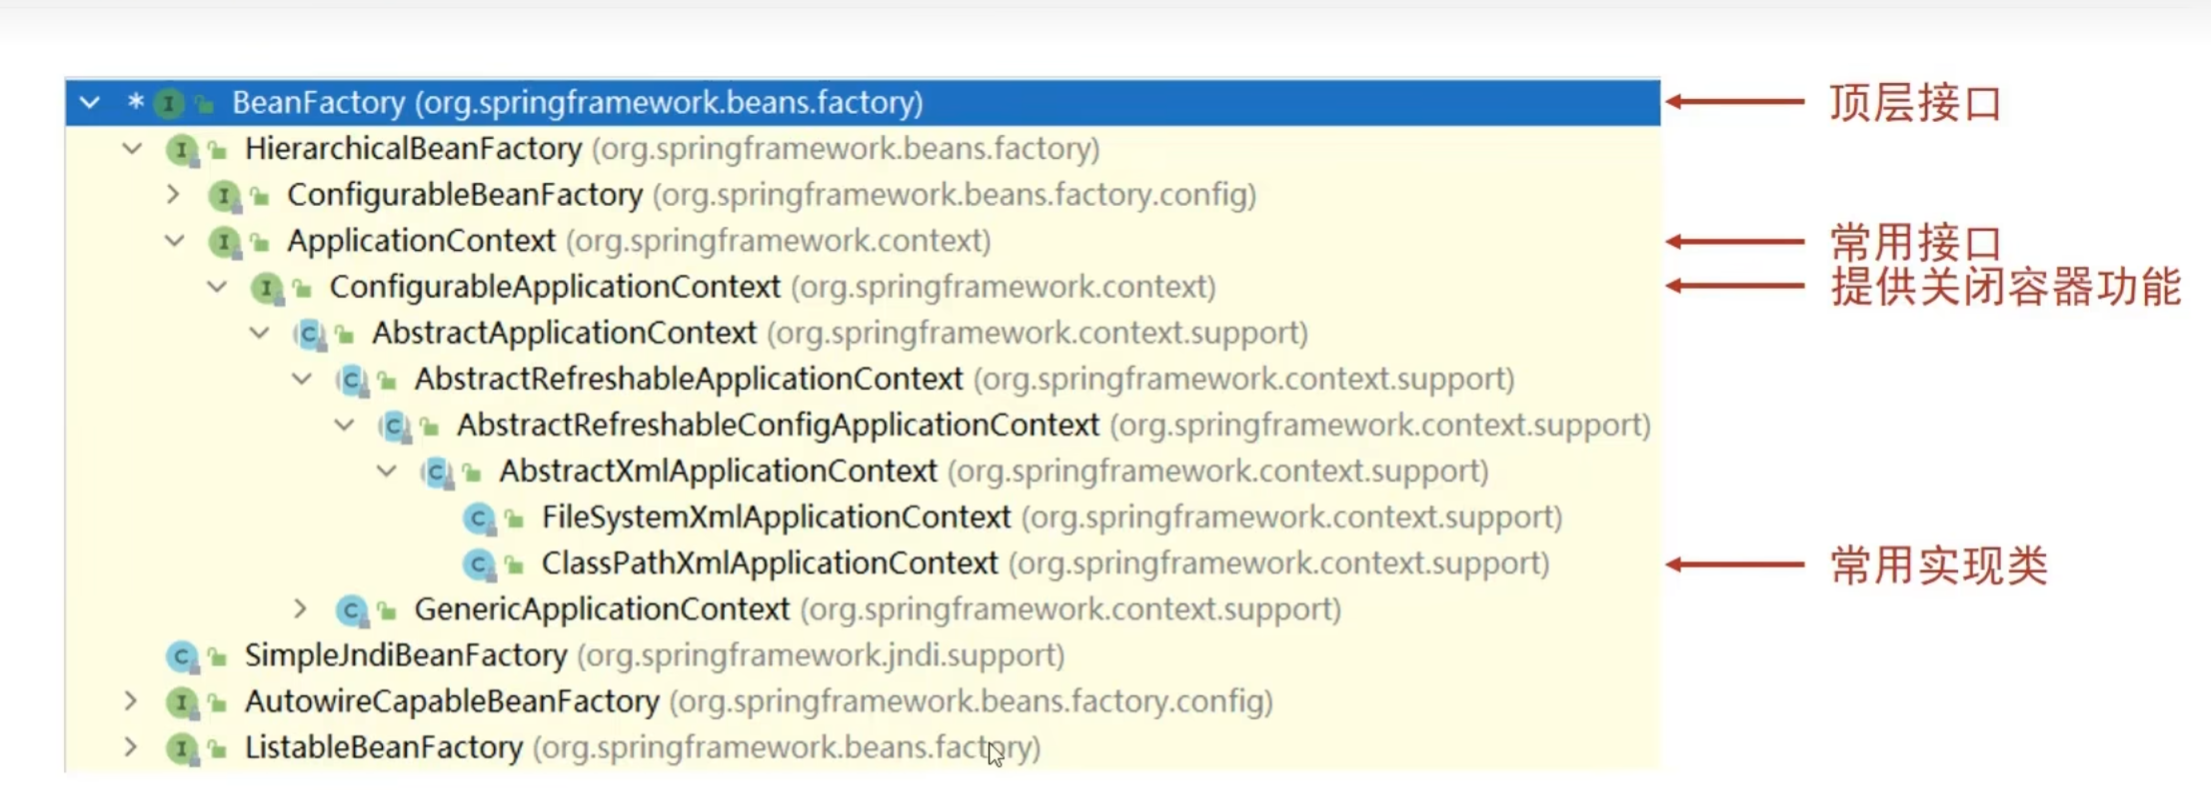 * BeanFactory (org.springframework.beans.factory) 顶层接口
HierarchicalBeanFactory (org.springframework.beans.factory)
ConfigurableBeanFactory (org.springframework.beans.factory.config)
ApplicationContext (org.springframework.context) 常用接口
ConfigurableApplicationContext (org.springframework.context) 提供关闭容器功能
AbstractApplicationContext (org.springframework.context.support)
AbstractRefreshableApplicationContext (org.springframework.context.support)
AbstractRefreshableConfigApplicationContext (org.springframework.context.support)
AbstractXmlApplicationContext (org.springframework.context.support)
FileSystemXmlApplicationContext (org.springframework.context.support)
ClassPathXmlApplicationContext (org.springframework.context.support) 常用实现类
GenericApplicationContext (org.springframework.context.support)
SimpleJndiBeanFactory (org.springframework.jndi.support)
AutowireCapableBeanFactory (org.springframework.beans.factory.config)
ListableBeanFactory (org.springframework.beans.factory)